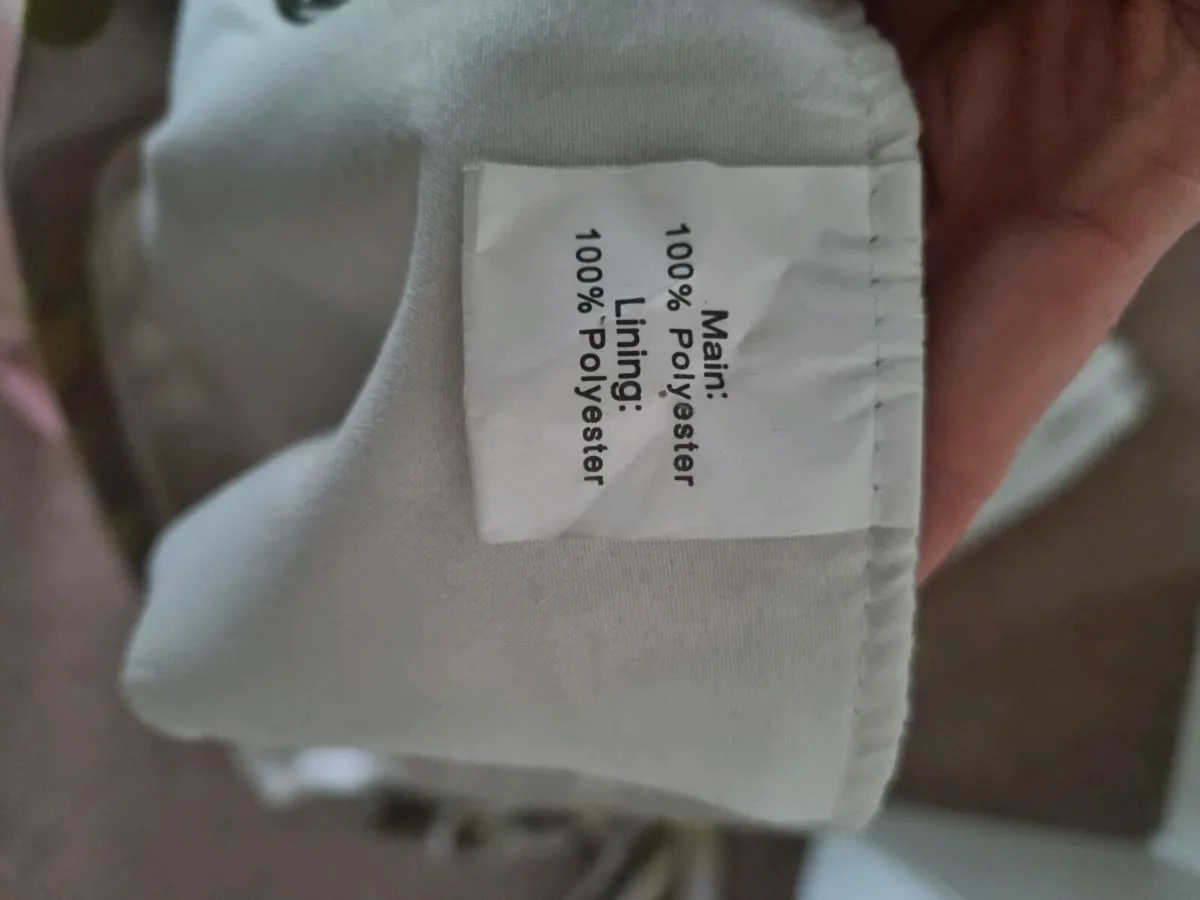 Main:
100% Polyester
Lining:
100% Polyester